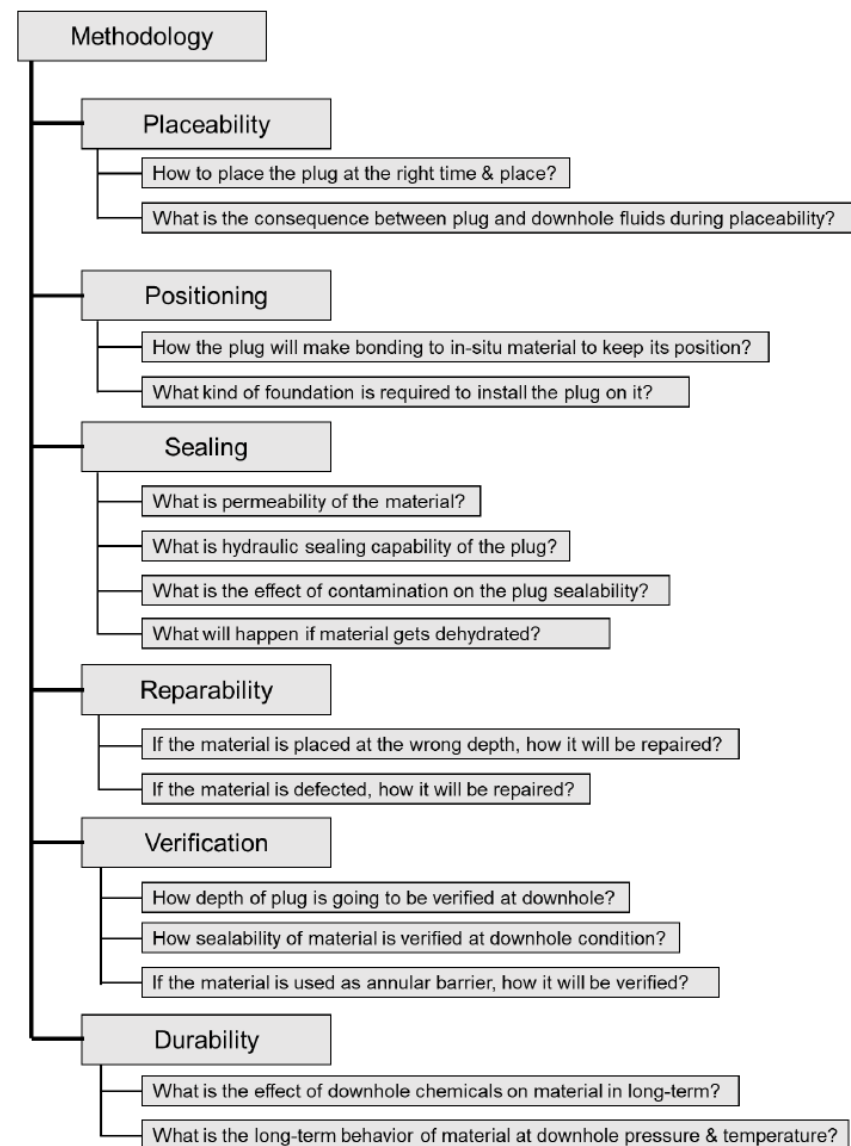 Methodology
Placeability
How to place the plug at the right time & place?
What is the consequence between plug and downhole fluids during placeability?
Positioning
How the plug will make bonding to in-situ material to keep its position?
What kind of foundation is required to install the plug on it?
Sealing
What is permeability of the material?
What is hydraulic sealing capability of the plug?
What is the effect of contamination on the plug sealability?
What will happen if material gets dehydrated?
Reparability
If the material is placed at the wrong depth, how it will be repaired?
If the material is defected, how it will be repaired?
Verification
How depth of plug is going to be verified at downhole?
How sealability of material is verified at downhole condition?
If the material is used as annular barrier, how it will be verified?
Durability
What is the effect of downhole chemicals on material in long-term?
What is the long-term behavior of material at downhole pressure & temperature?